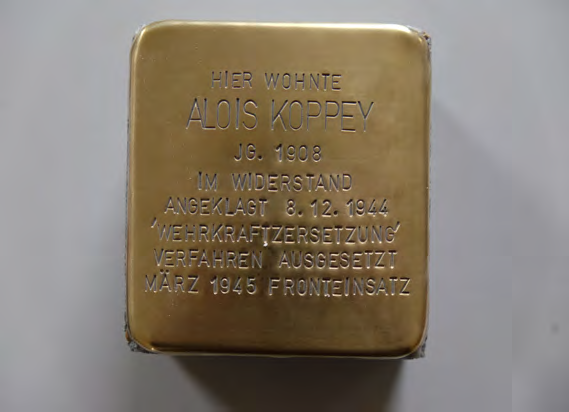 HIER WOHNTE
ALOIS KOPPEY
JG. 1908
IM WIDERSTAND
ANGEKLAGT 8.12.1944
'WEHRKRAFTZERSETZUNG'
VERFAHREN AUSGESETZT
MÄRZ 1945 FRONTEINSATZ